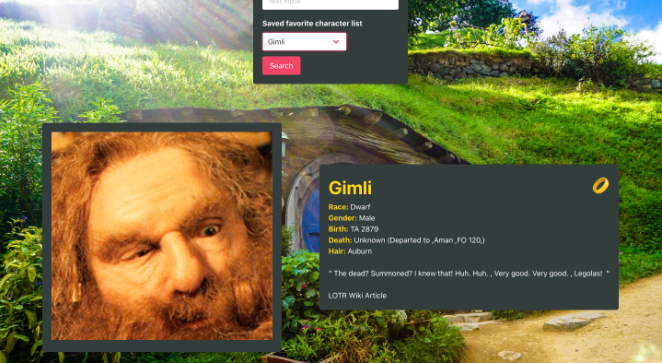 Text input
Saved favorite character list
Gimli
Search
Gimli
Race: Dwarf
Gender: Male
Birth: TA 2879
Death: Unknown (Departed to ,Aman ,FO 120,)
Hair: Auburn
" The dead? Summoned? I knew that! Huh. Huh. , Very good. Very good. , Legolas! "
LOTR Wiki Article